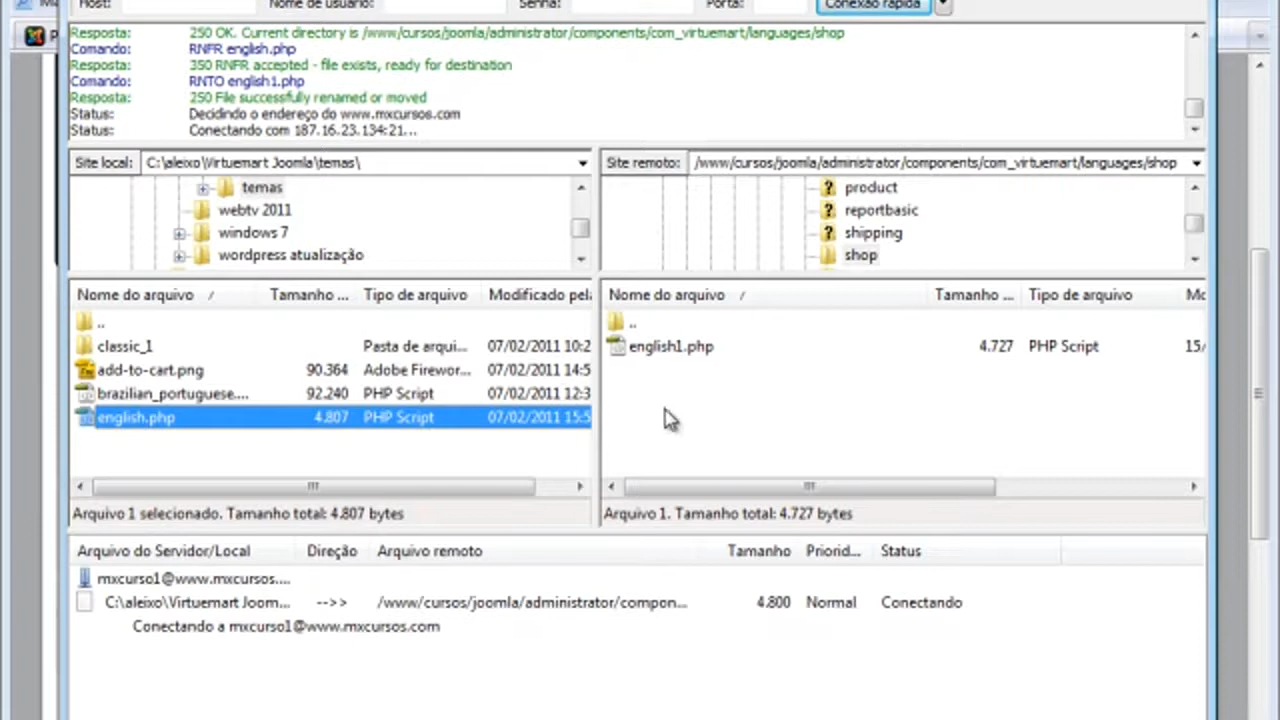 Host: Nome de usuário: Senha: Porta: Conexão rápida
Resposta: 250 OK. Current directory is /www/cursos/joomla/administrator/components/com_virtuemart/languages/shop
Comando: RNFR english.php
Resposta: 350 RNFR accepted - file exists, ready for destination
Comando: RNTO english1.php
Resposta: 250 File successfully renamed or moved
Status: Decidindo o endereço do www.mxcursos.com
Status: Conectando com 187.16.23.134:21...
Site local: C:\aleixo\Virtuemart Joomla\temas\
Site remoto: /www/cursos/joomla/administrator/components/com_virtuemart/languages/shop
temas
webtv 2011
windows 7
wordpress atualização
product
reportbasic
shipping
shop
Nome do arquivo / Tamanho ... Tipo de arquivo Modificado pela
..
classic_1 Pasta de arqui... 07/02/2011 10:2
add-to-cart.png 90.364 Adobe Firewor... 07/02/2011 14:5
brazilian_portuguese.... 92.240 PHP Script 07/02/2011 12:3
english.php 4.807 PHP Script 07/02/2011 15:5
Arquivo 1 selecionado. Tamanho total: 4.807 bytes
Nome do arquivo / Tamanho ... Tipo de arquivo Mo
..
english1.php 4.727 PHP Script 15/
Arquivo 1. Tamanho total: 4.727 bytes
Arquivo do Servidor/Local Direção Arquivo remoto Tamanho Priorid... Status
mxcurso1@www.mxcursos....
C:\aleixo\Virtuemart Joom... -->> /www/cursos/joomla/administrator/compon... 4.800 Normal Conectando
Conectando a mxcurso1@www.mxcursos.com